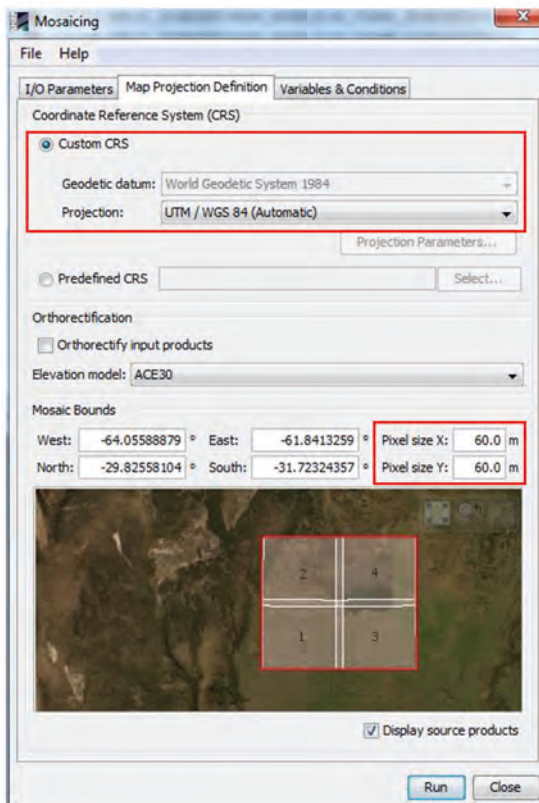 Mosaicing
File Help
I/O Parameters Map Projection Definition Variables & Conditions
Coordinate Reference System (CRS)
Custom CRS
Geodetic datum: World Geodetic System 1984
Projection: UTM / WGS 84 (Automatic)
Projection Parameters...
Predefined CRS Select...
Orthorectification
Orthorectify input products
Elevation model: ACE30
Mosaic Bounds
West: -64.05588879 ° East: -61.8413259 ° Pixel size X: 60.0 m
North: -29.82558104 ° South: -31.72324357 ° Pixel size Y: 60.0 m
2 4
1 3
Display source products
Run Close